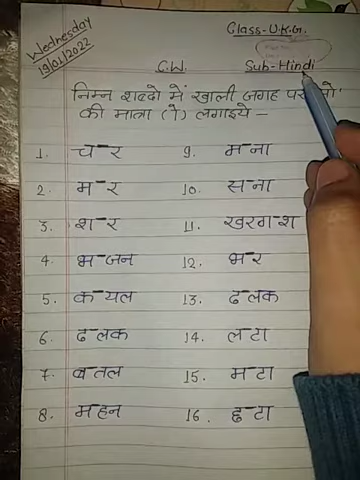 Wednesday
19/01/2022
Class-U.K.G.
C.W.
Sub-Hindi
निम्न शब्दो में खाली जगह पर
की मात्रा (ो) लगाइये -
1. च-र
9. म-ना
2. म-र
10. स-ना
3. श-र
11. खरग-श
4. भ-जन
12. भ-र
5. क-यल
13. ढ-लक
6. ढ-लक
14. ल-टा
7. ब-तल
15. म-टा
8. म-हन
16. छ-टा